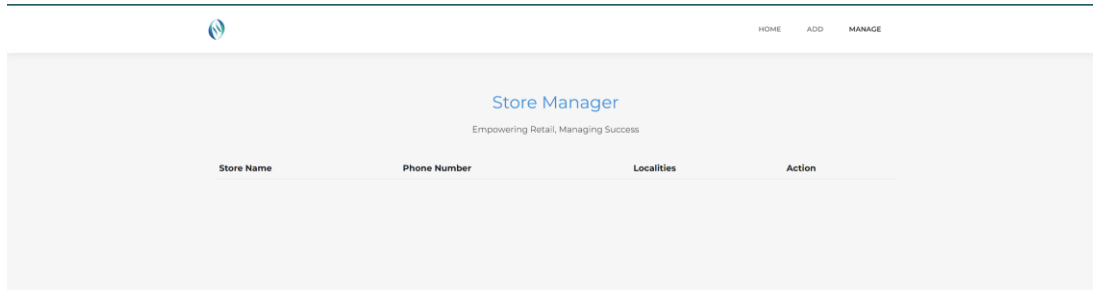 HOME ADD MANAGE
Store Manager
Empowering Retail, Managing Success
Store Name Phone Number Localities Action